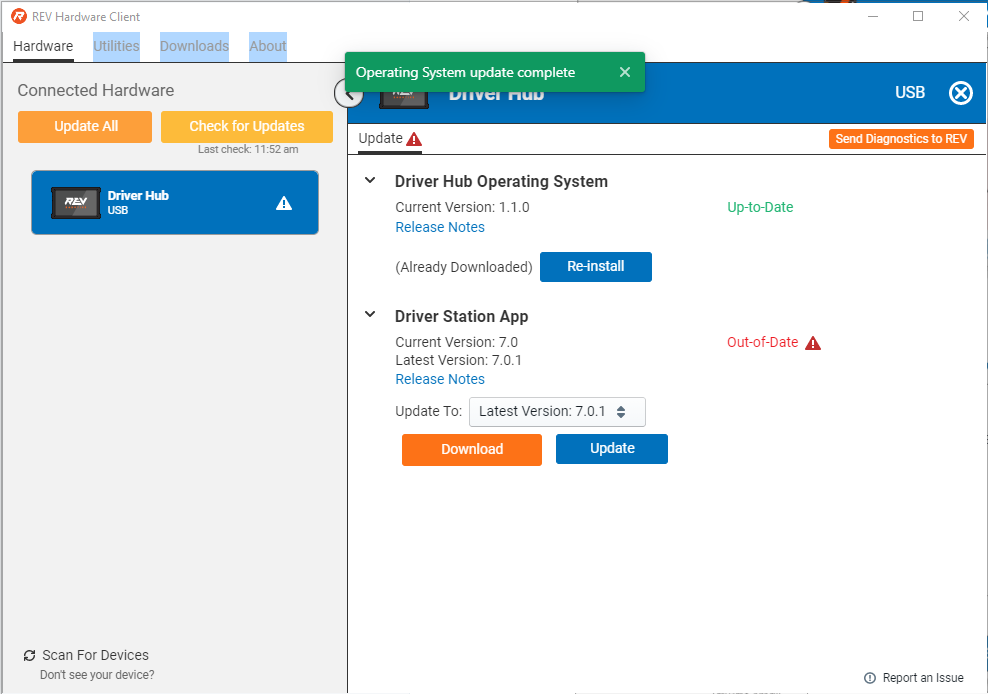 REV Hardware Client
Hardware Utilities Downloads About
Operating System update complete
Connected Hardware
Update All Check for Updates
Last check: 11:52 am
REV Driver Hub
USB
Driver Hub USB
Update Send Diagnostics to REV
Driver Hub Operating System
Current Version: 1.1.0 Up-to-Date
Release Notes
(Already Downloaded) Re-install
Driver Station App
Current Version: 7.0 Out-of-Date
Latest Version: 7.0.1
Release Notes
Update To: Latest Version: 7.0.1
Download Update
Scan For Devices
Don't see your device?
Report an Issue